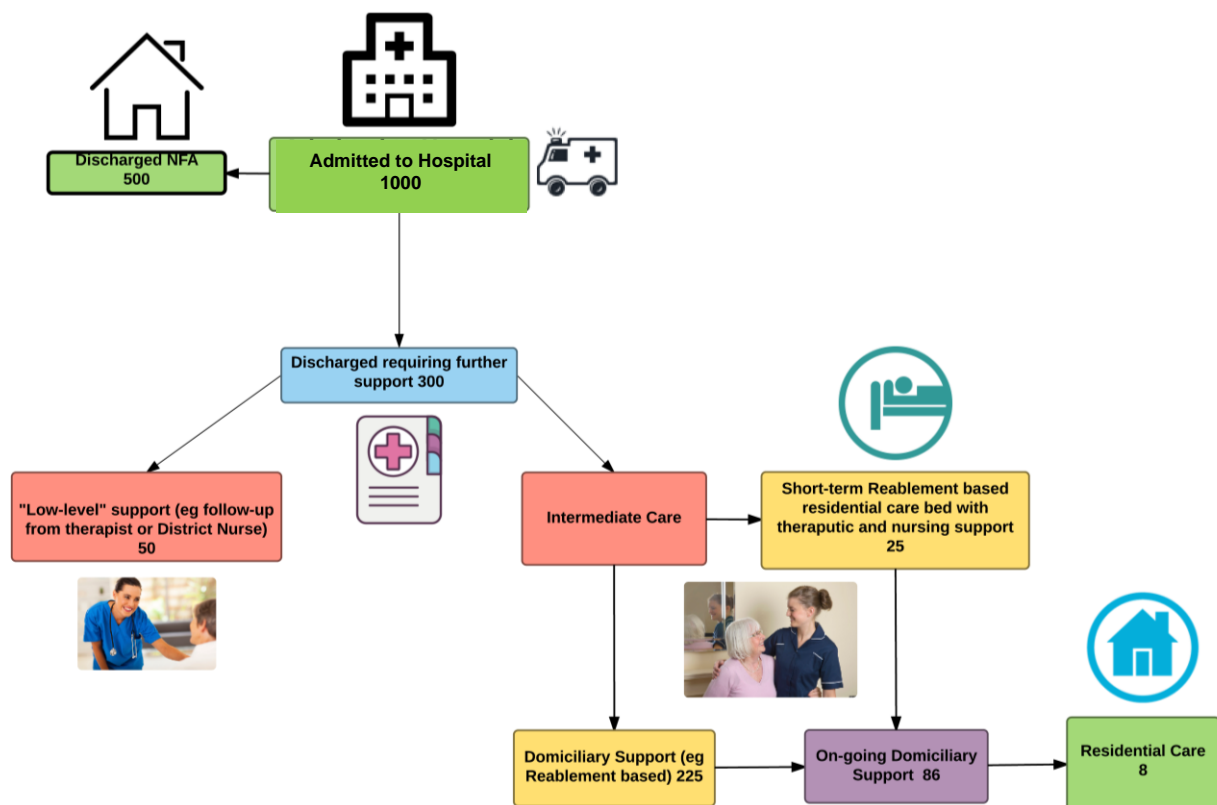 Discharged NFA
500
Admitted to Hospital
1000
Discharged requiring further
support 300
"Low-level" support (eg follow-up
from therapist or District Nurse)
50
Intermediate Care
Short-term Reablement based
residential care bed with
theraputic and nursing support
25
Domiciliary Support (eg
Reablement based) 225
On-going Domiciliary
Support 86
Residential Care
8